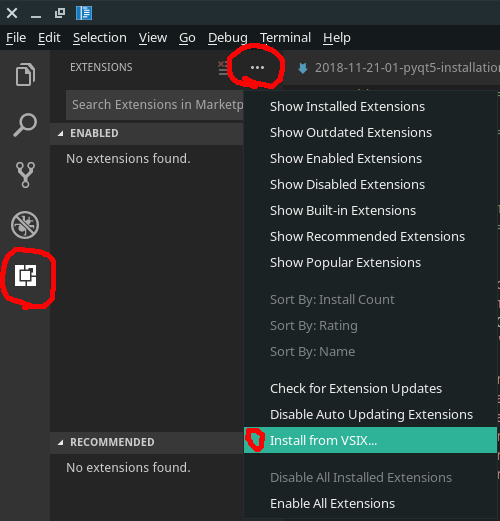 File Edit Selection View Go Debug Terminal Help
EXTENSIONS
2018-11-21-01-pyqt5-installation
Search Extensions in Marketp
ENABLED
No extensions found.
RECOMMENDED
No extensions found.
Show Installed Extensions
Show Outdated Extensions
Show Enabled Extensions
Show Disabled Extensions
Show Built-in Extensions
Show Recommended Extensions
Show Popular Extensions
Sort By: Install Count
Sort By: Rating
Sort By: Name
Check for Extension Updates
Disable Auto Updating Extensions
Install from VSIX...
Disable All Installed Extensions
Enable All Extensions